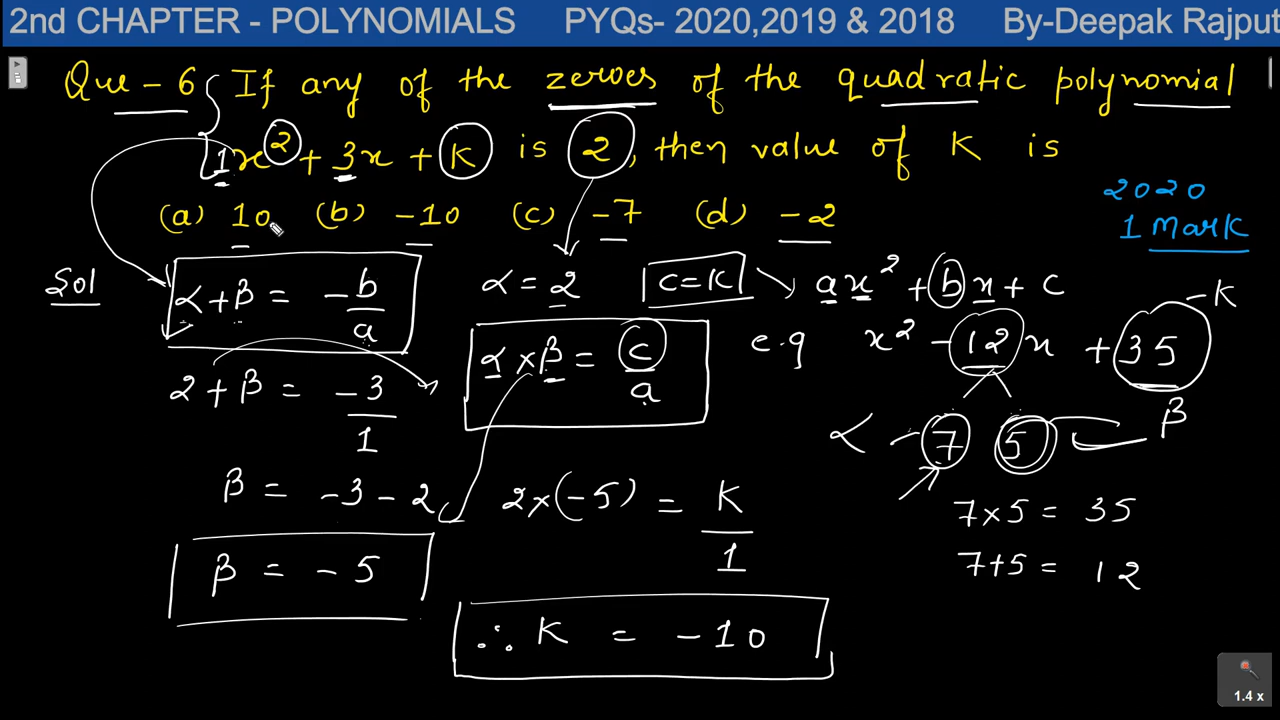 2nd CHAPTER - POLYNOMIALS PYQs- 2020,2019 & 2018 By-Deepak Rajput
Que - 6 If any of the zeroes of the quadratic polynomial
1x² + 3x + K is 2, then value of K is
2020
1 Mark
(a) 10 (b) -10 (c) -7 (d) -2
Sol
α+β = -b/a
2+β = -3/1
β = -3-2
β = -5
α = 2
c=K
α×β = c/a
2×(-5) = K/1
∴ K = -10
ax² + bx + c
e.g x² - 12x + 35 - K
α - 7 5 β
7×5 = 35
7+5 = 12
1.4 x